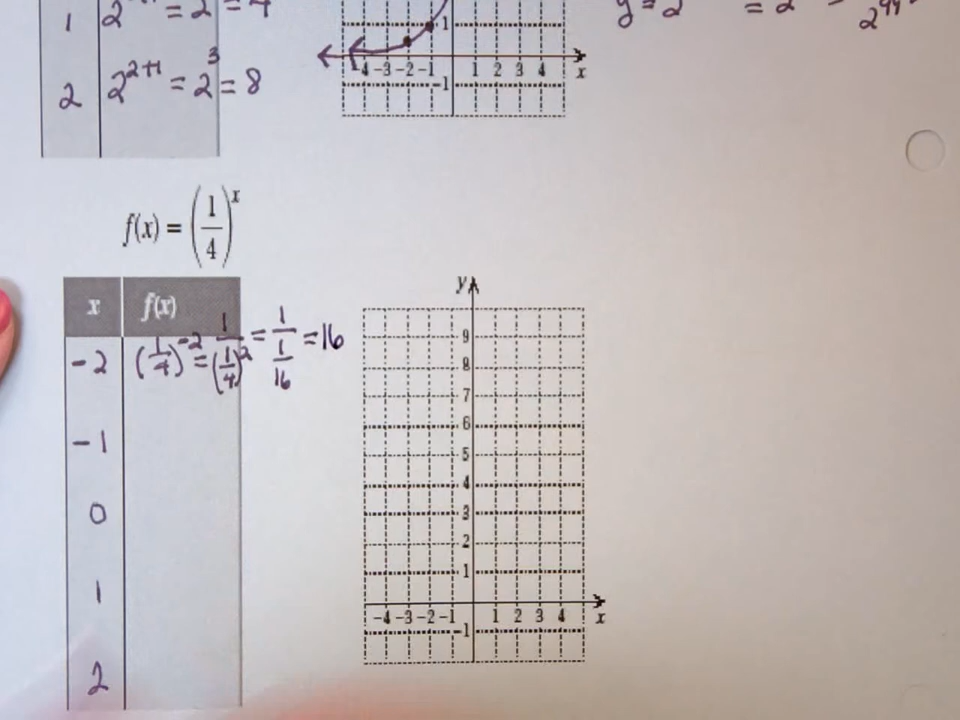 1 2 = 2 = 4
2 2^{2+1} = 2^3 = 8
1
-4 -3 -2 -1 1 2 3 4 x
-1
y = 2 = 2
f(x) = (1/4)^x
x f(x)
-2 (1/4)^{-2} = 1/(1/4)^2 = 1/(1/16) = 16
-1
0
1
2
y
9
8
7
6
5
4
3
2
1
-4 -3 -2 -1 1 2 3 4 x
-1